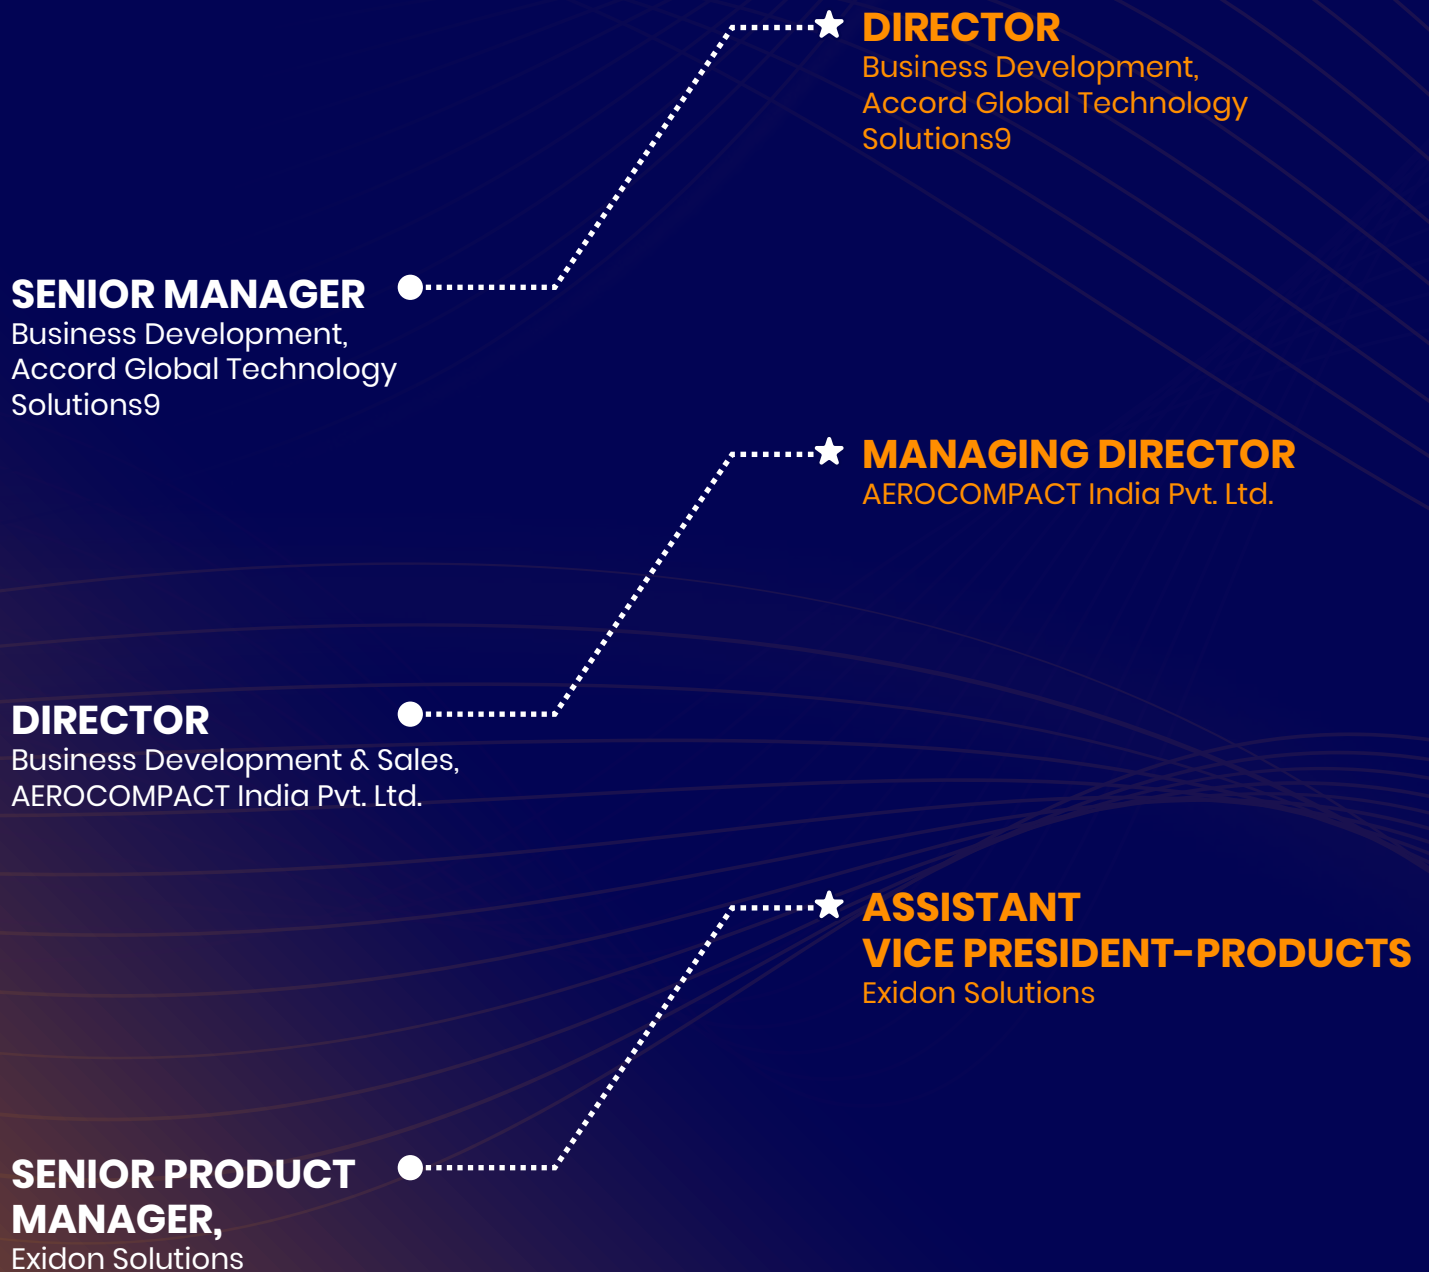 DIRECTOR
Business Development,
Accord Global Technology
Solutions9
SENIOR MANAGER
Business Development,
Accord Global Technology
Solutions9
MANAGING DIRECTOR
AEROCOMPACT India Pvt. Ltd.
DIRECTOR
Business Development & Sales,
AEROCOMPACT India Pvt. Ltd.
ASSISTANT
VICE PRESIDENT-PRODUCTS
Exidon Solutions
SENIOR PRODUCT
MANAGER,
Exidon Solutions